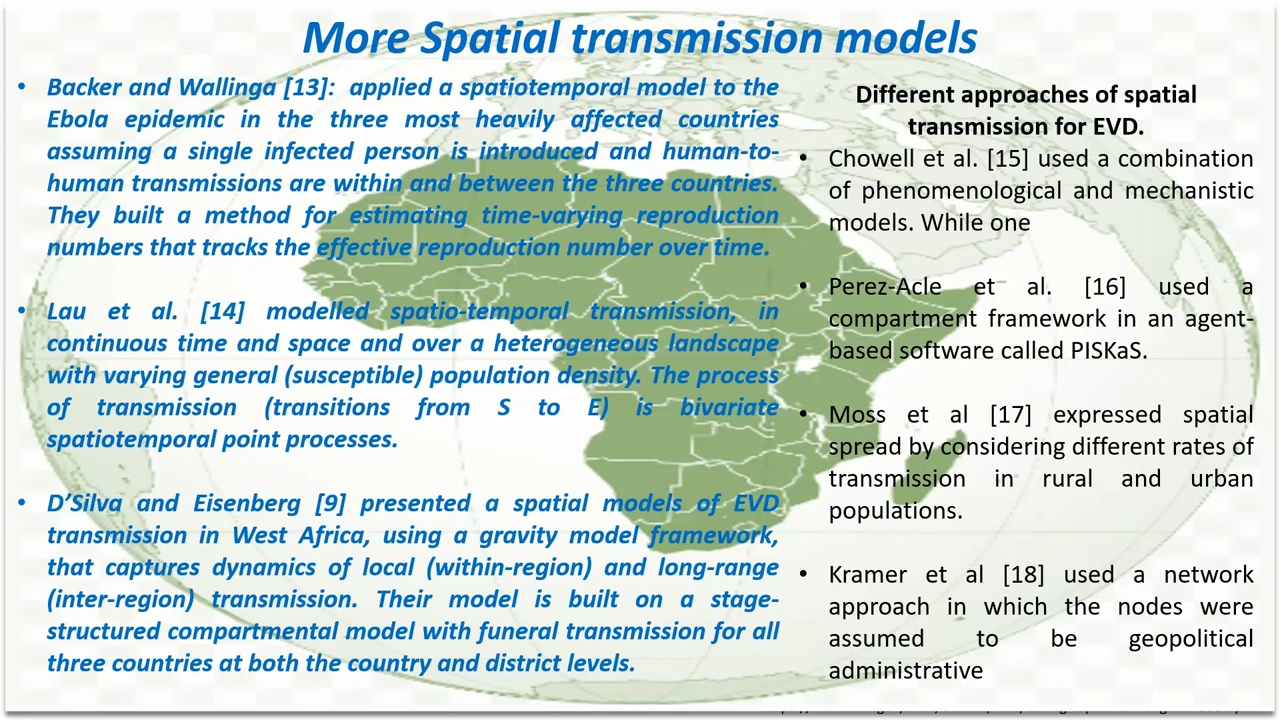 More Spatial transmission models
• Backer and Wallinga [13]: applied a spatiotemporal model to the
Ebola epidemic in the three most heavily affected countries
assuming a single infected person is introduced and human-to-
human transmissions are within and between the three countries.
They built a method for estimating time-varying reproduction
numbers that tracks the effective reproduction number over time.
• Lau et al. [14] modelled spatio-temporal transmission, in
continuous time and space and over a heterogeneous landscape
with varying general (susceptible) population density. The process
of transmission (transitions from S to E) is bivariate
spatiotemporal point processes.
• D’Silva and Eisenberg [9] presented a spatial models of EVD
transmission in West Africa, using a gravity model framework,
that captures dynamics of local (within-region) and long-range
(inter-region) transmission. Their model is built on a stage-
structured compartmental model with funeral transmission for all
three countries at both the country and district levels.
Different approaches of spatial
transmission for EVD.
• Chowell et al. [15] used a combination
of phenomenological and mechanistic
models. While one
• Perez-Acle et al. [16] used a
compartment framework in an agent-
based software called PISKaS.
• Moss et al [17] expressed spatial
spread by considering different rates of
transmission in rural and urban
populations.
• Kramer et al [18] used a network
approach in which the nodes were
assumed to be geopolitical
administrative